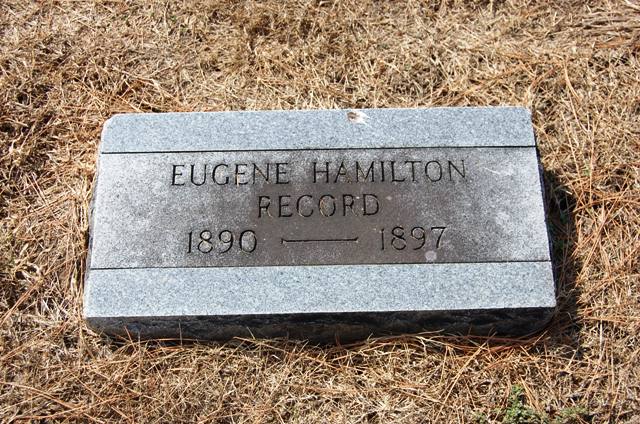 EUGENE HAMILTON
RECORD
1890 — 1897